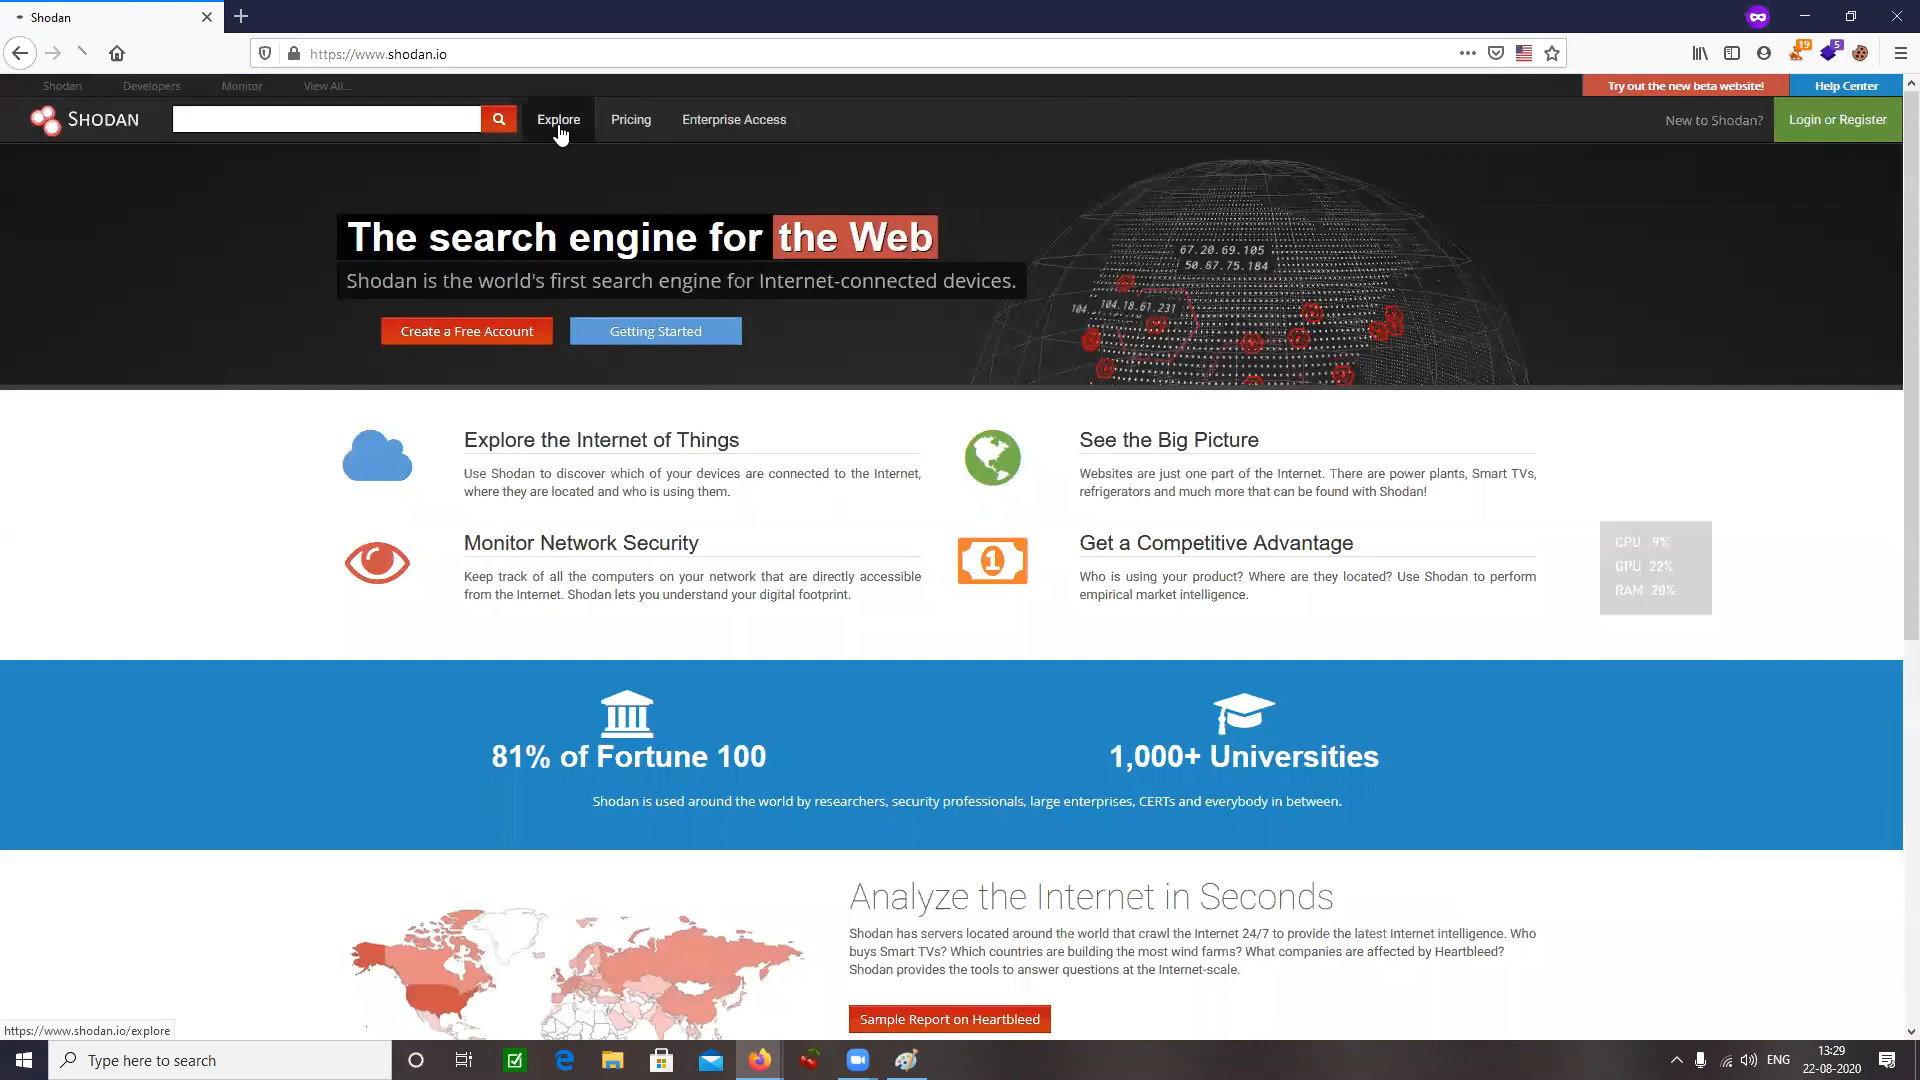 Shodan
https://www.shodan.io
19
5
Shodan Developers Monitor View All...
Try out the new beta website! Help Center
SHODAN Explore Pricing Enterprise Access
New to Shodan? Login or Register
The search engine for the Web
Shodan is the world's first search engine for Internet-connected devices.
Create a Free Account Getting Started
67.20.69.105
50.87.75.184
104.18.61.231
104.
Explore the Internet of Things
Use Shodan to discover which of your devices are connected to the Internet,
where they are located and who is using them.
See the Big Picture
Websites are just one part of the Internet. There are power plants, Smart TVs,
refrigerators and much more that can be found with Shodan!
Monitor Network Security
Keep track of all the computers on your network that are directly accessible
from the Internet. Shodan lets you understand your digital footprint.
Get a Competitive Advantage
Who is using your product? Where are they located? Use Shodan to perform
empirical market intelligence.
CPU 9%
GPU 22%
RAM 20%
81% of Fortune 100
1,000+ Universities
Shodan is used around the world by researchers, security professionals, large enterprises, CERTs and everybody in between.
Analyze the Internet in Seconds
Shodan has servers located around the world that crawl the Internet 24/7 to provide the latest Internet intelligence. Who
buys Smart TVs? Which countries are building the most wind farms? What companies are affected by Heartbleed?
Shodan provides the tools to answer questions at the Internet-scale.
Sample Report on Heartbleed
https://www.shodan.io/explore
Type here to search
ENG
13:29
22-08-2020